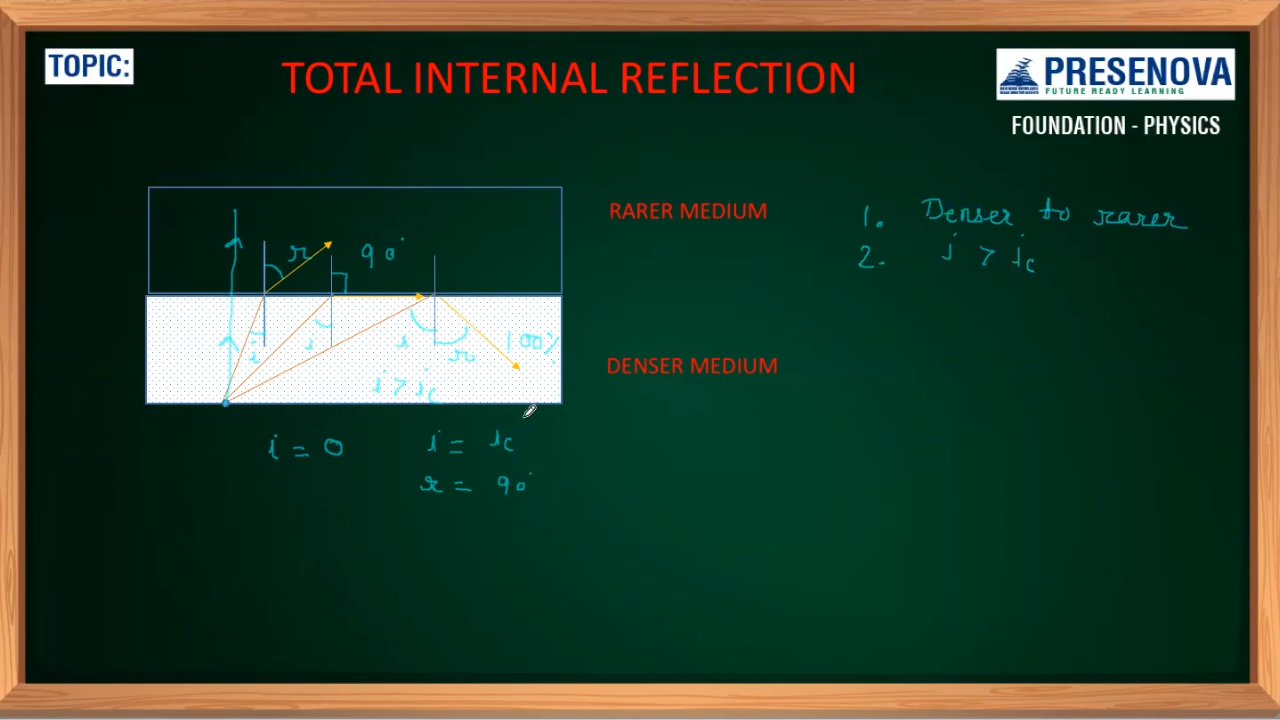 TOPIC:
TOTAL INTERNAL REFLECTION
PRESENOVA
FUTURE READY LEARNING
FOUNDATION - PHYSICS
RARER MEDIUM
1. Denser to rarer
2. i > ic
r 90°
i i i r 100%
DENSER MEDIUM
i > ic
i = 0 i = ic
r = 90°